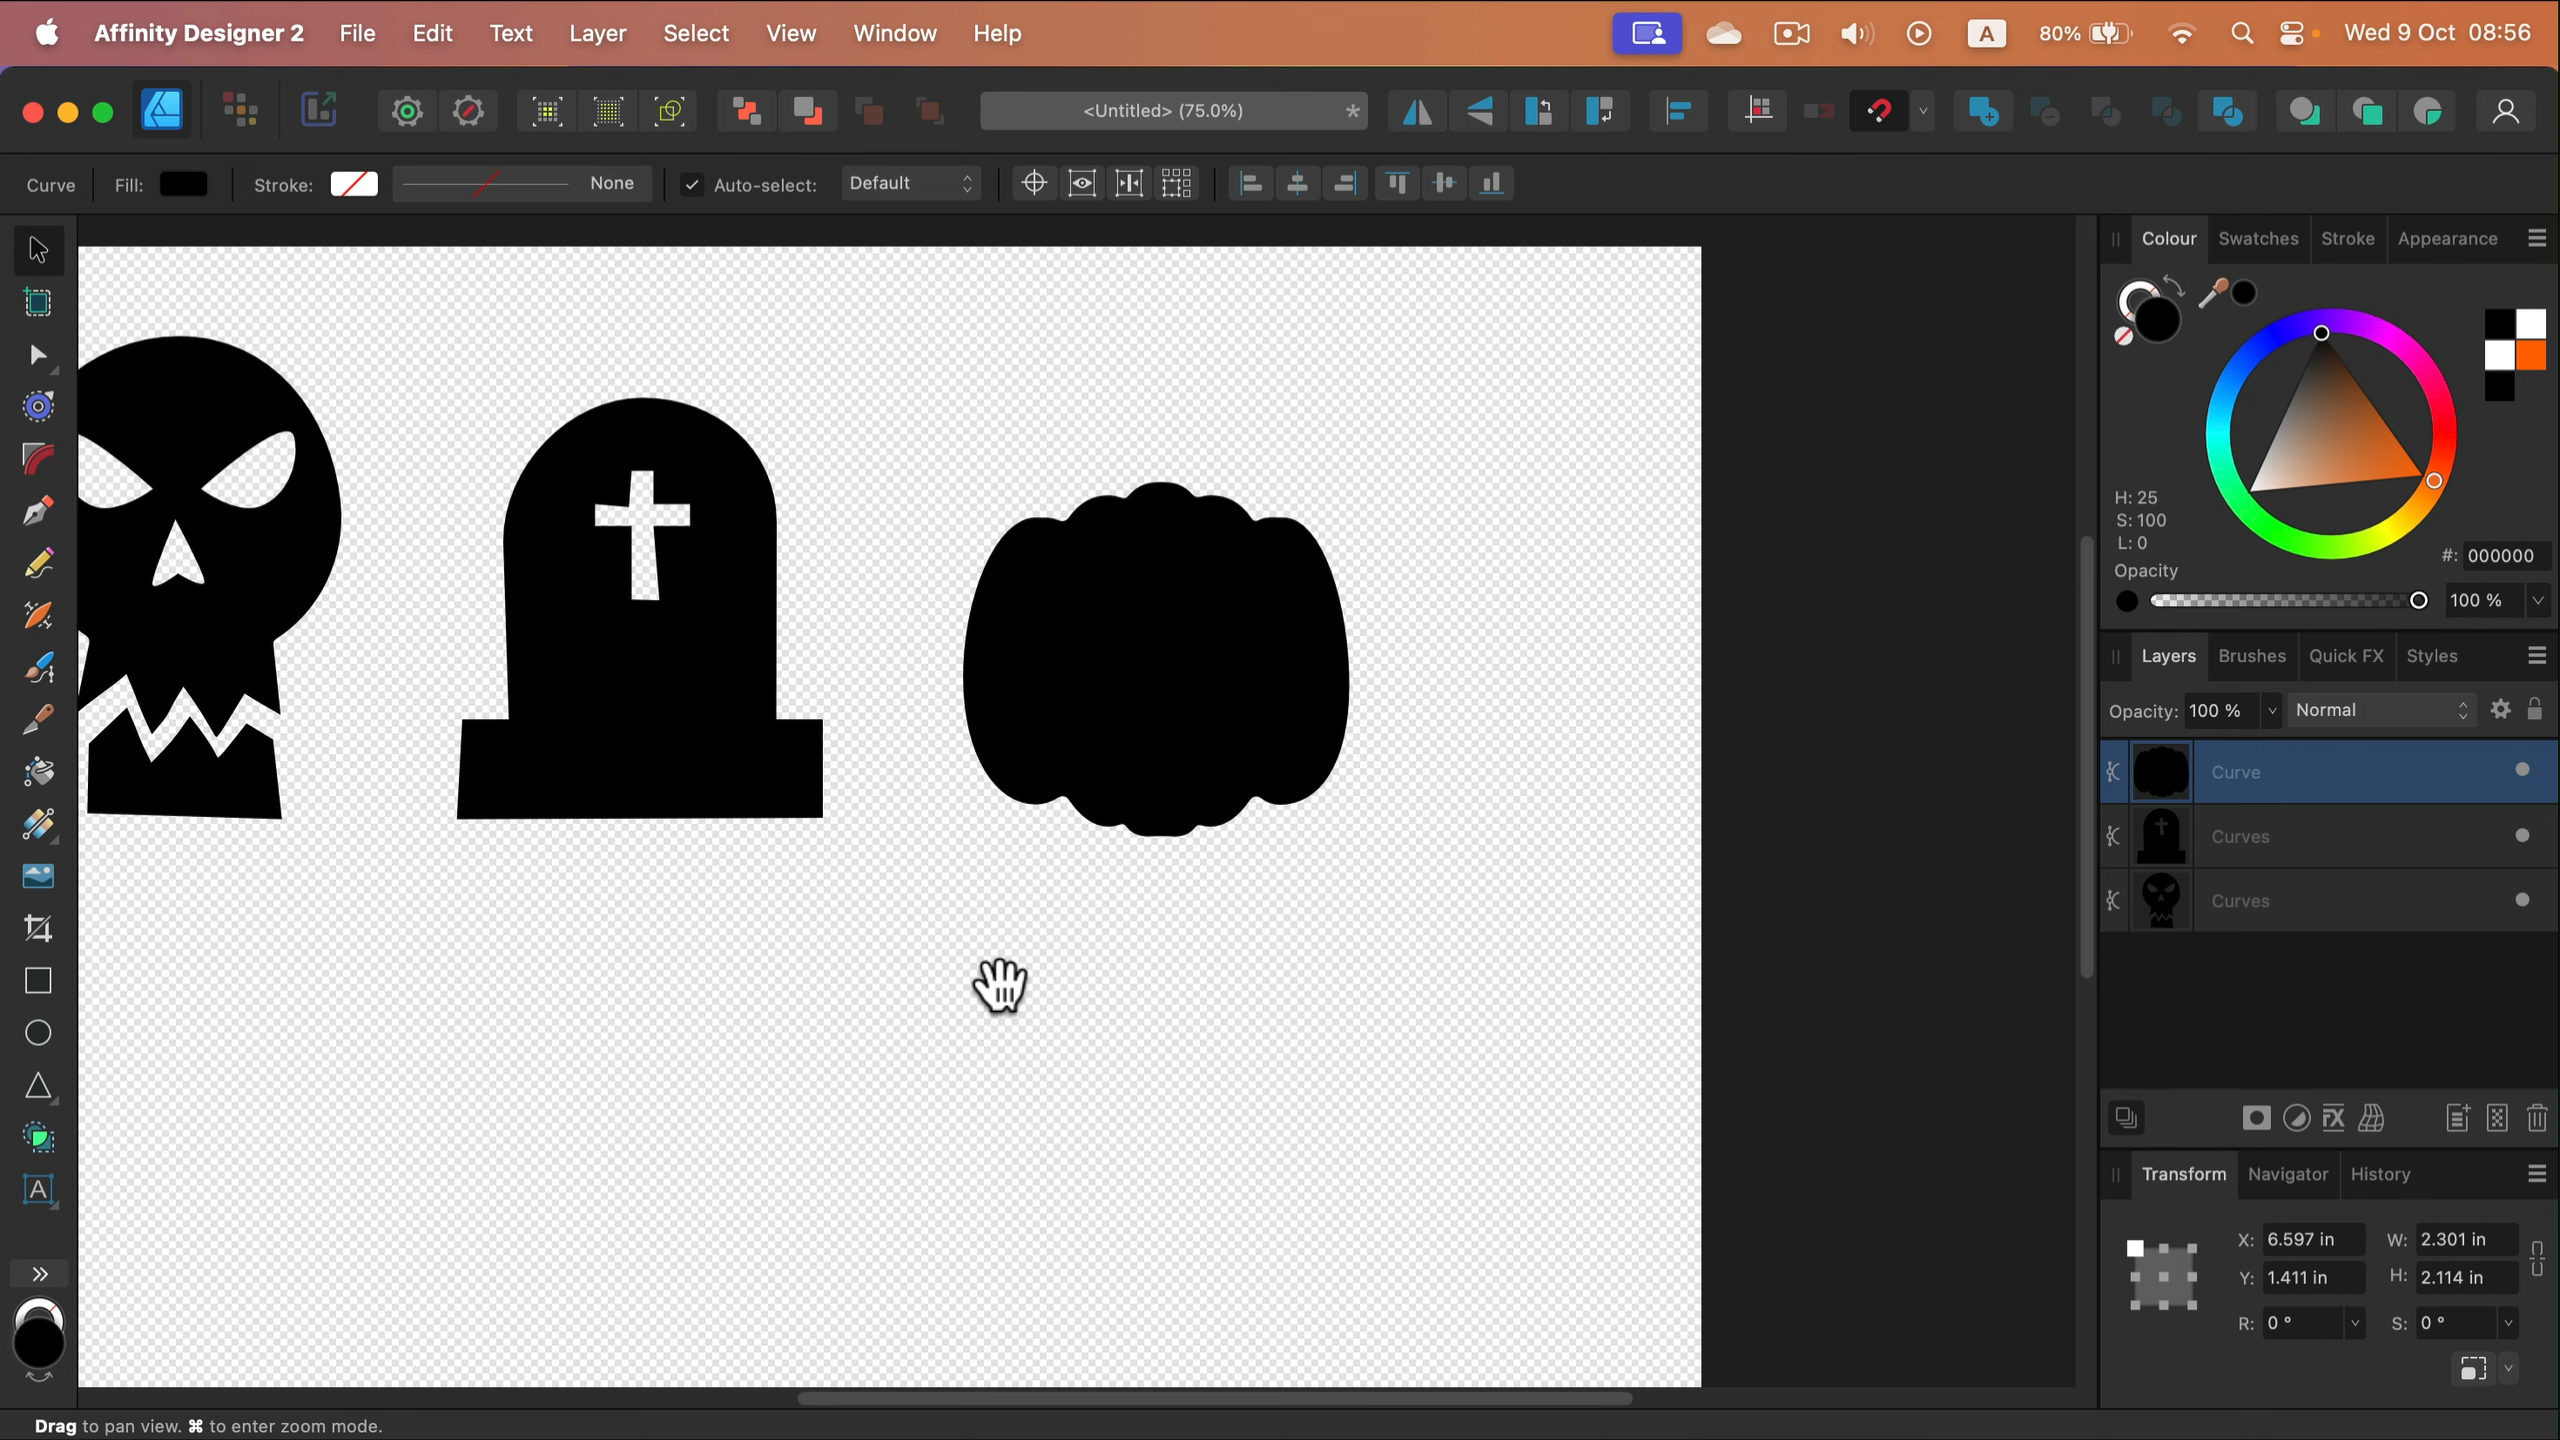 Affinity Designer 2 File Edit Text Layer Select View Window Help A 80% Wed 9 Oct 08:56
<Untitled> (75.0%) *
Curve Fill: Stroke: None Auto-select: Default
Colour Swatches Stroke Appearance
H: 25
S: 100
L: 0
#: 000000
Opacity
100 %
Layers Brushes Quick FX Styles
Opacity: 100 % Normal
Curve
Curves
Curves
FX
A
Transform Navigator History
X: 6.597 in W: 2.301 in
Y: 1.411 in H: 2.114 in
R: 0 ° S: 0 °
Drag to pan view. ⌘ to enter zoom mode.